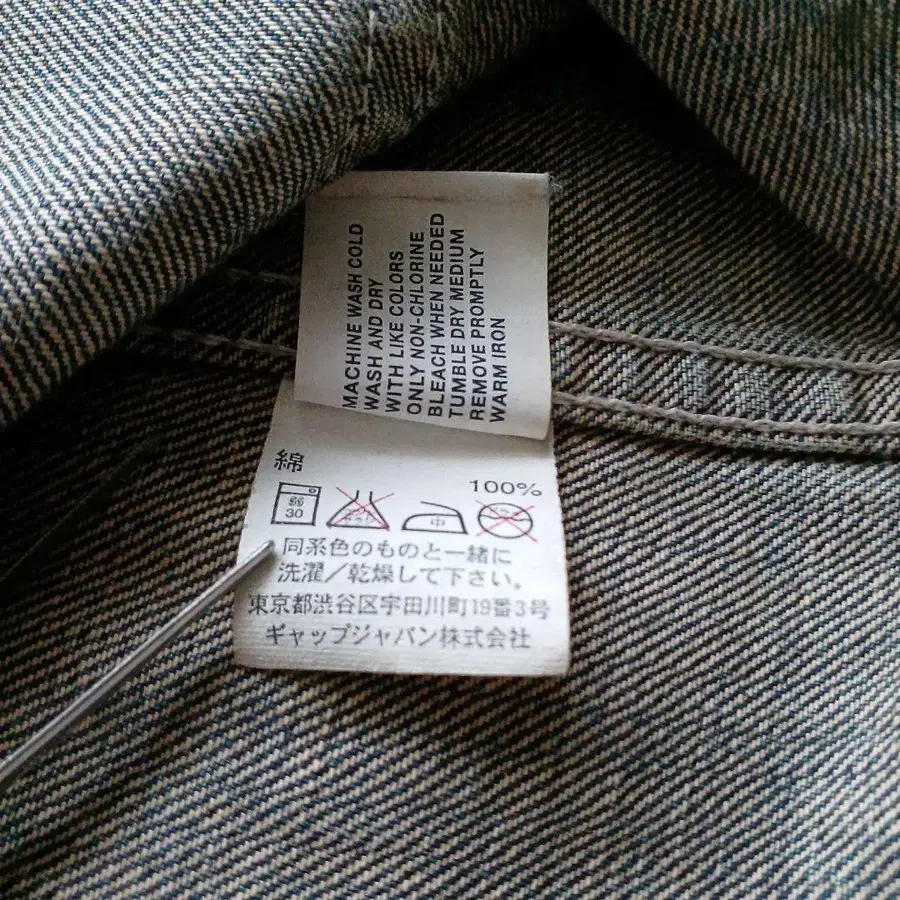 MACHINE WASH COLD
WASH AND DRY
WITH LIKE COLORS
ONLY NON-CHLORINE
BLEACH WHEN NEEDED
TUMBLE DRY MEDIUM
REMOVE PROMPTLY
WARM IRON
綿
100%
30
中
同系色のものと一緒に
洗濯／乾燥して下さい。
東京都渋谷区宇田川町19番3号
ギャップジャパン株式会社